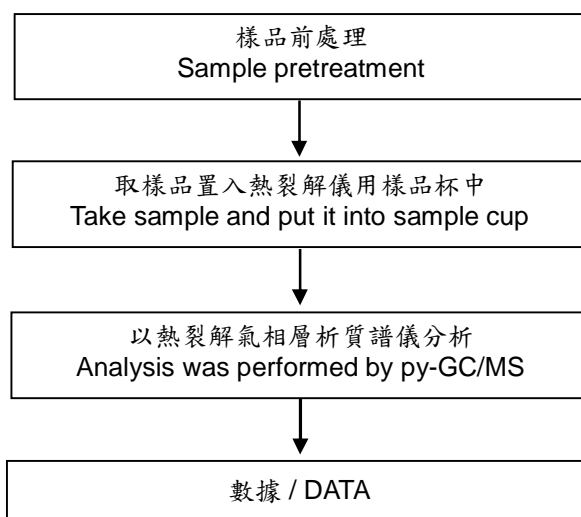 樣品前處理
Sample pretreatment
取樣品置入熱裂解儀用樣品杯中
Take sample and put it into sample cup
以熱裂解氣相層析質譜儀分析
Analysis was performed by py-GC/MS
數據 / DATA